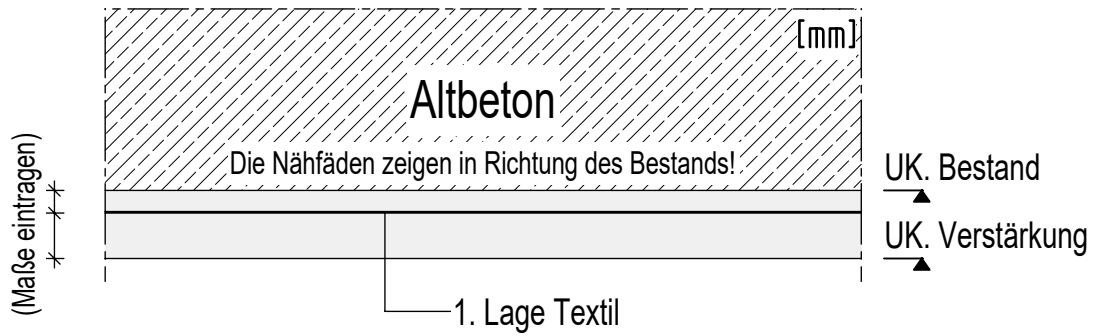 [mm]
Altbeton
Die Nähfäden zeigen in Richtung des Bestands!
UK. Bestand
(Maße eintragen)
UK. Verstärkung
1. Lage Textil